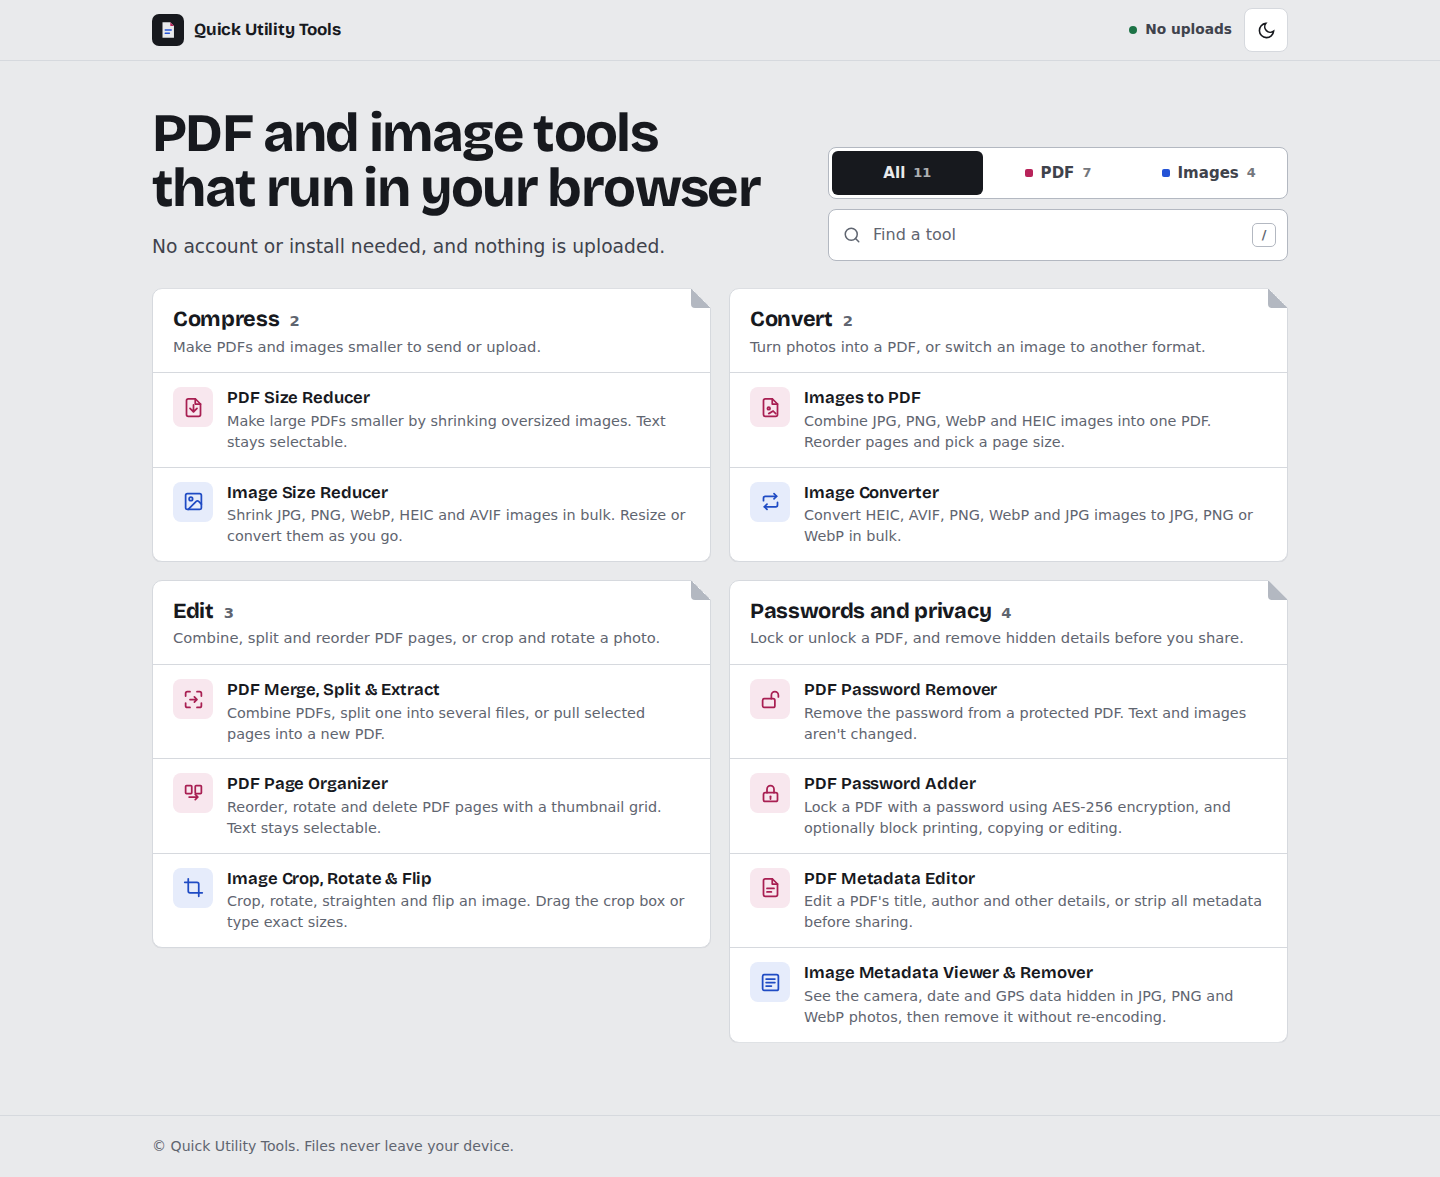 Quick Utility Tools
No uploads
PDF and image tools
that run in your browser
No account or install needed, and nothing is uploaded.
All 11
PDF 7
Images 4
Find a tool
/
Compress 2
Make PDFs and images smaller to send or upload.
PDF Size Reducer
Make large PDFs smaller by shrinking oversized images. Text
stays selectable.
Image Size Reducer
Shrink JPG, PNG, WebP, HEIC and AVIF images in bulk. Resize or
convert them as you go.
Convert 2
Turn photos into a PDF, or switch an image to another format.
Images to PDF
Combine JPG, PNG, WebP and HEIC images into one PDF.
Reorder pages and pick a page size.
Image Converter
Convert HEIC, AVIF, PNG, WebP and JPG images to JPG, PNG or
WebP in bulk.
Edit 3
Combine, split and reorder PDF pages, or crop and rotate a photo.
PDF Merge, Split & Extract
Combine PDFs, split one into several files, or pull selected
pages into a new PDF.
PDF Page Organizer
Reorder, rotate and delete PDF pages with a thumbnail grid.
Text stays selectable.
Image Crop, Rotate & Flip
Crop, rotate, straighten and flip an image. Drag the crop box or
type exact sizes.
Passwords and privacy 4
Lock or unlock a PDF, and remove hidden details before you share.
PDF Password Remover
Remove the password from a protected PDF. Text and images
aren't changed.
PDF Password Adder
Lock a PDF with a password using AES-256 encryption, and
optionally block printing, copying or editing.
PDF Metadata Editor
Edit a PDF's title, author and other details, or strip all metadata
before sharing.
Image Metadata Viewer & Remover
See the camera, date and GPS data hidden in JPG, PNG and
WebP photos, then remove it without re-encoding.
© Quick Utility Tools. Files never leave your device.